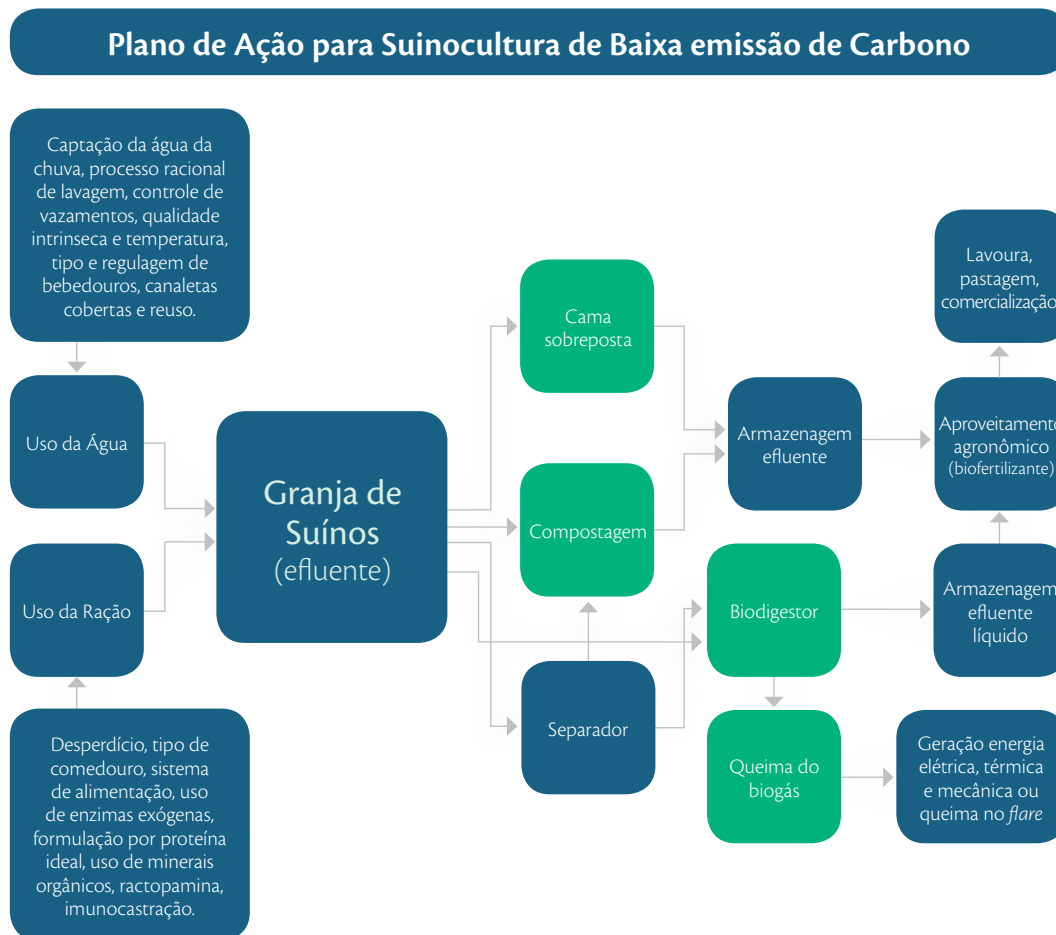 Plano de Ação para Suinocultura de Baixa emissão de Carbono
Captação da água da
chuva, processo racional
de lavagem, controle de
vazamentos, qualidade
intrinseca e temperatura,
tipo e regulagem de
bebedouros, canaletas
cobertas e reuso.
Uso da Água
Uso da Ração
Desperdício, tipo de
comedouro, sistema
de alimentação, uso
de enzimas exógenas,
formulação por proteína
ideal, uso de minerais
orgânicos, ractopamina,
imunocastração.
Granja de
Suínos
(efluente)
Cama
sobreposta
Compostagem
Separador
Armazenagem
efluente
Biodigestor
Queima do
biogás
Lavoura,
pastagem,
comercialização
Aproveitamento
agronômico
(biofertilizante)
Armazenagem
efluente
líquido
Geração energia
elétrica, térmica
e mecânica ou
queima no flare